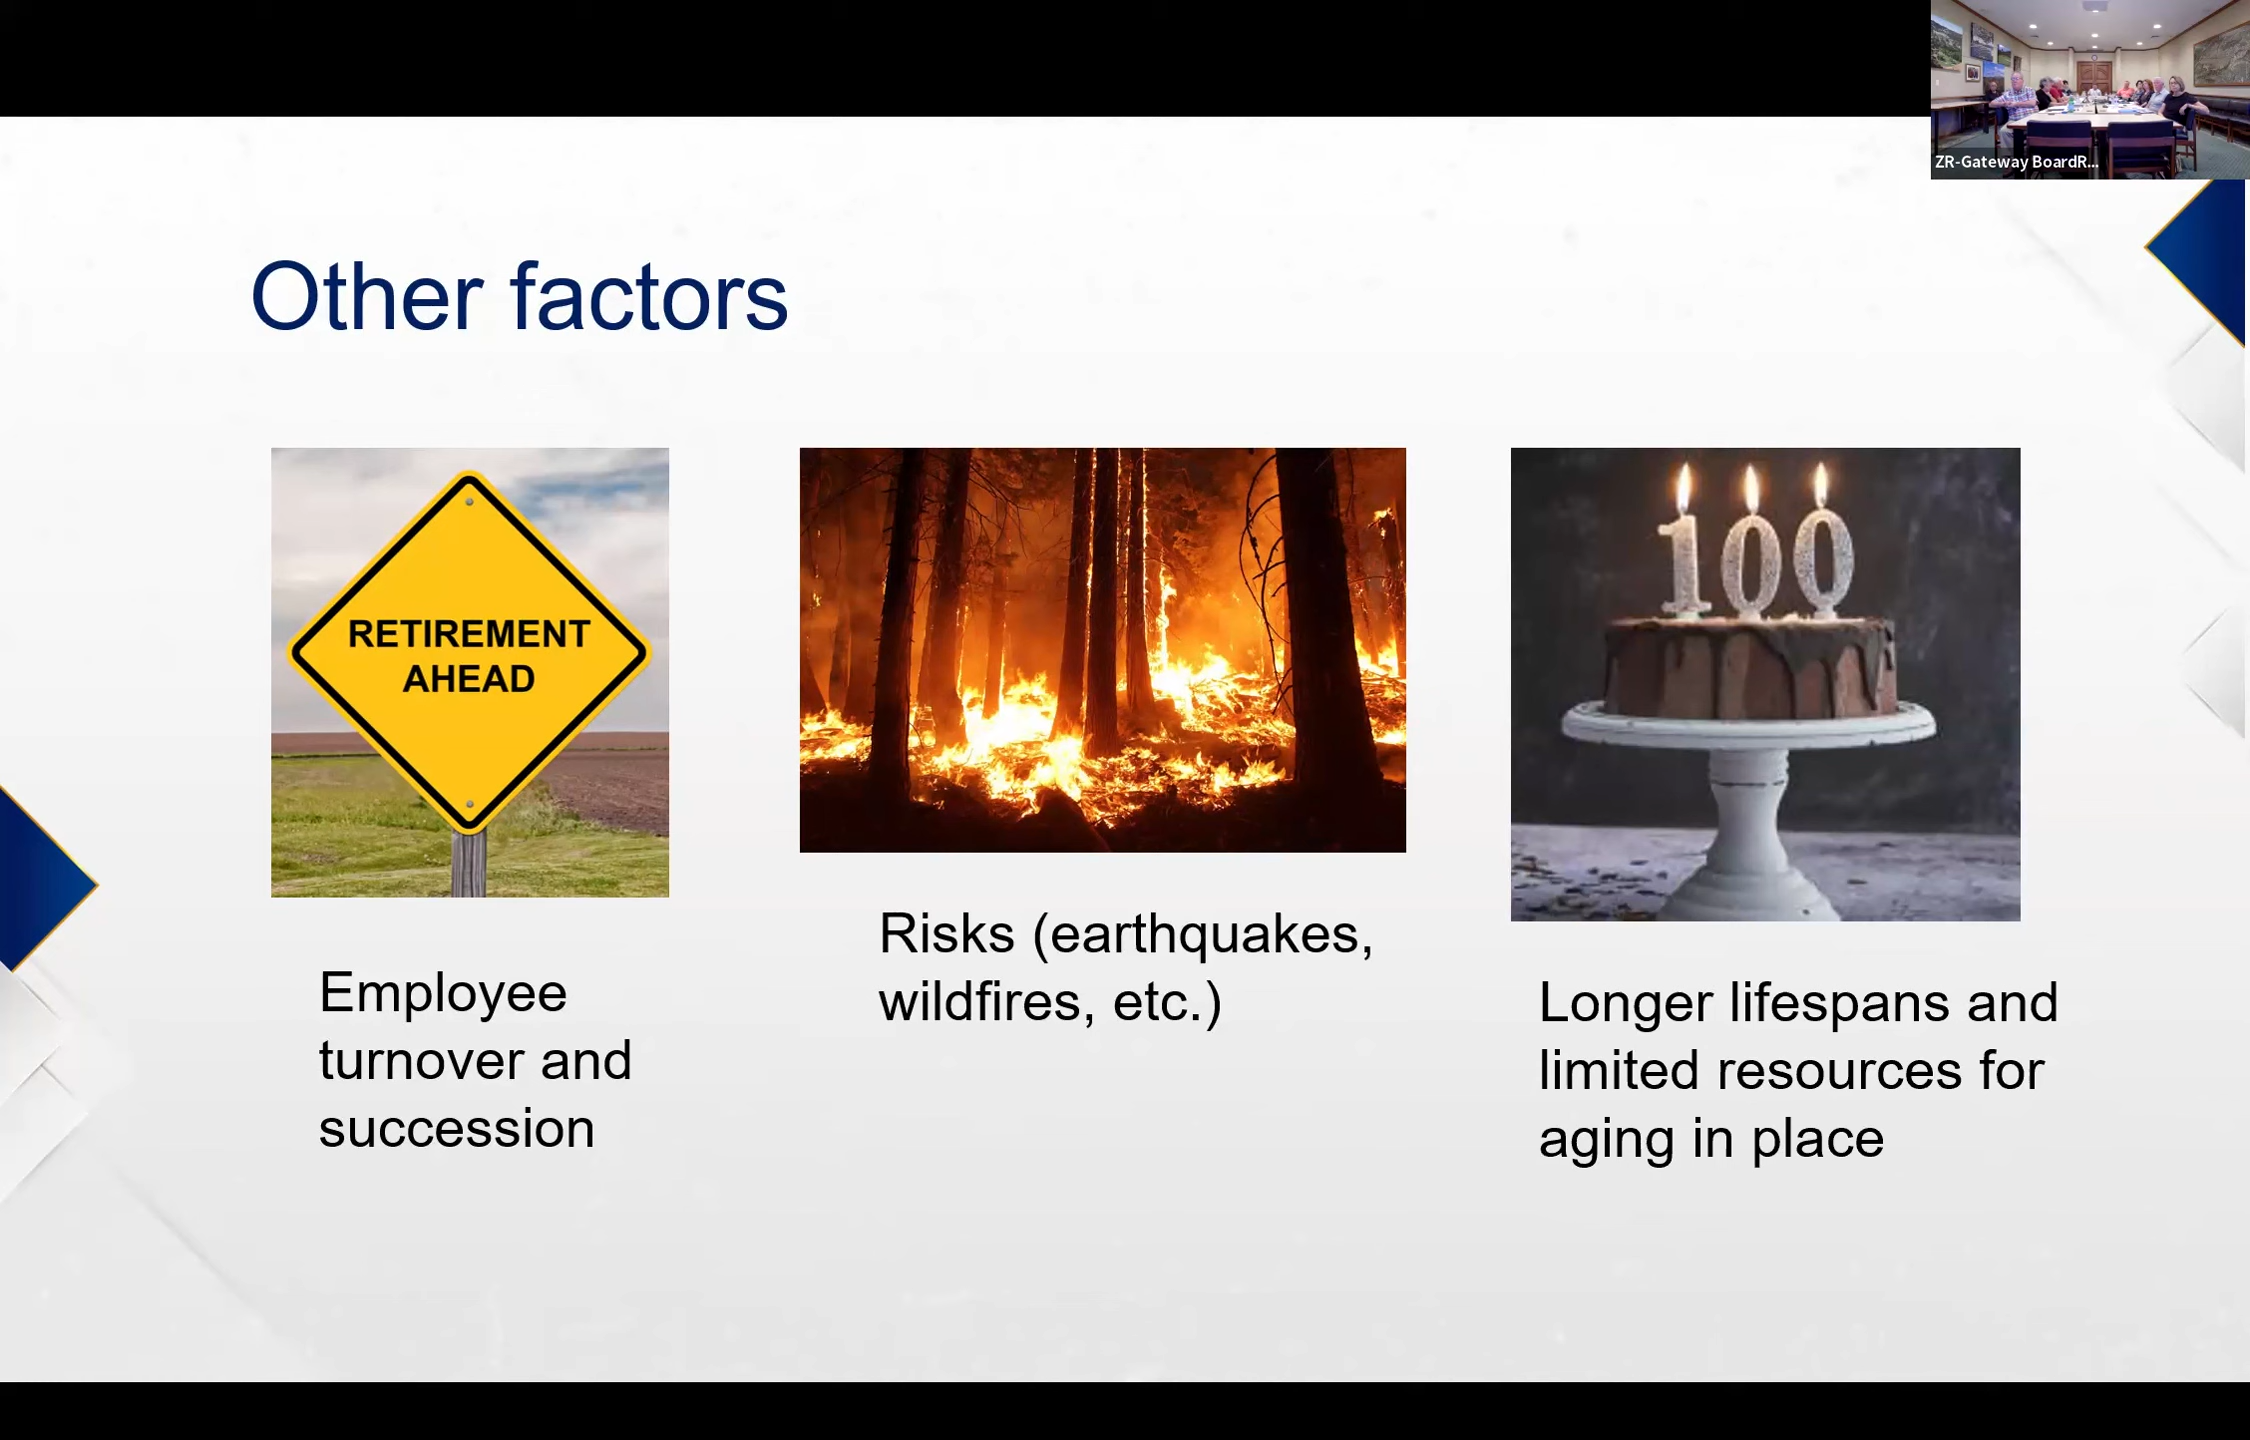 ZR-Gateway BoardR...
Other factors
RETIREMENT
AHEAD
100
Employee
turnover and
succession
Risks (earthquakes,
wildfires, etc.)
Longer lifespans and
limited resources for
aging in place